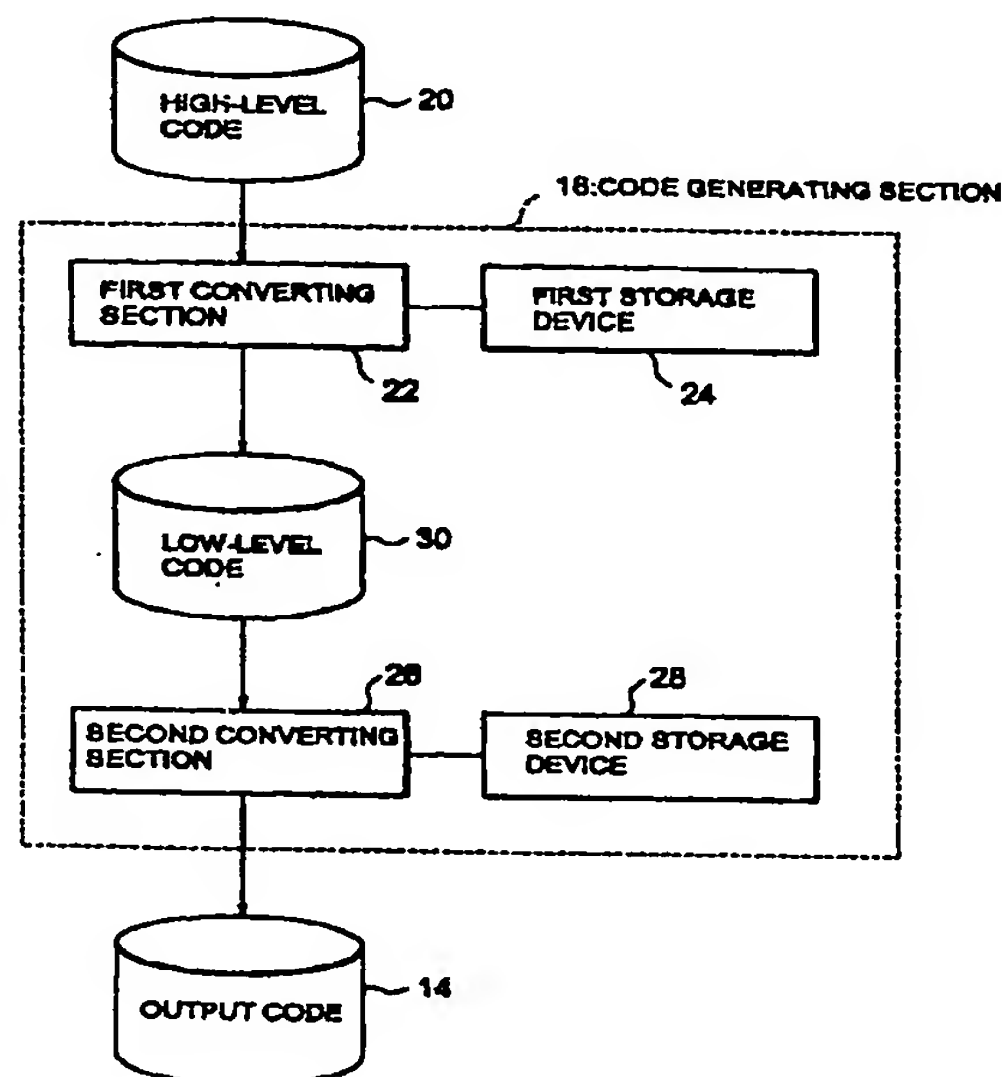 HIGH-LEVEL
CODE
20
16:CODE GENERATING SECTION
FIRST CONVERTING
SECTION
FIRST STORAGE
DEVICE
22
24
LOW-LEVEL
CODE
30
26
28
SECOND CONVERTING
SECTION
SECOND STORAGE
DEVICE
OUTPUT CODE
14